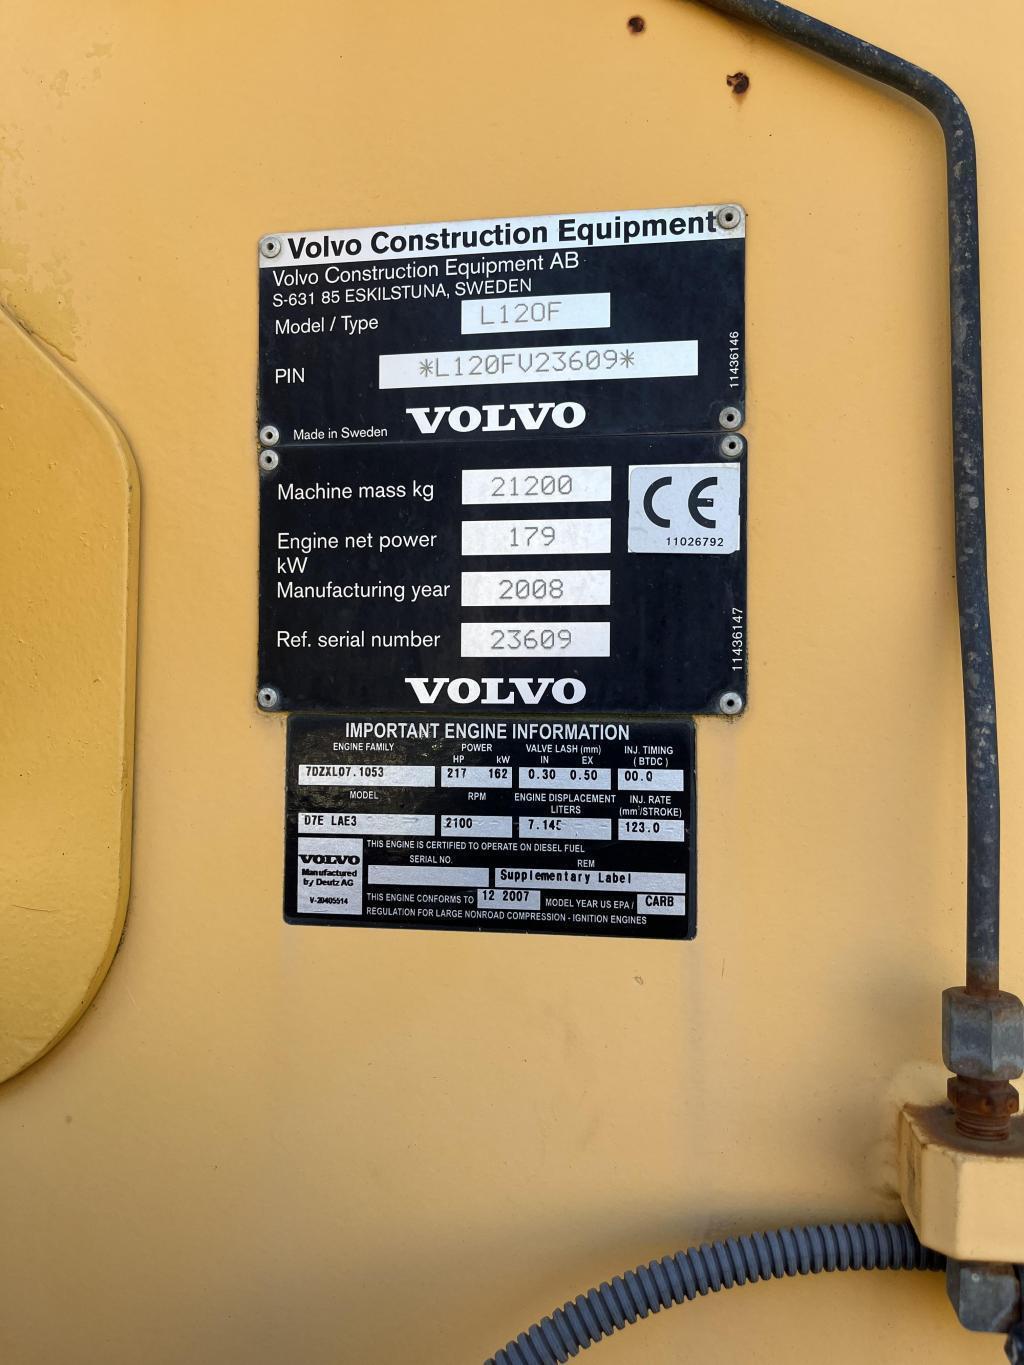 Volvo Construction Equipment
Volvo Construction Equipment AB
S-631 85 ESKILSTUNA, SWEDEN
Model / Type L120F
PIN *L120FV23609*
11436146
Made in Sweden VOLVO
Machine mass kg 21200
CE
11026792
Engine net power 179
kW
Manufacturing year 2008
Ref. serial number 23609
11436147
VOLVO
IMPORTANT ENGINE INFORMATION
ENGINE FAMILY POWER VALVE LASH (mm) INJ. TIMING
HP kW IN EX (BTDC)
7DZXL07.1053 217 162 0.30 0.50 00.0
MODEL RPM ENGINE DISPLACEMENT INJ. RATE
LITERS (mm³/STROKE)
D7E LAE3 2100 7.145 123.0
THIS ENGINE IS CERTIFIED TO OPERATE ON DIESEL FUEL
VOLVO SERIAL NO. REM
Manufactured Supplementary Label
by Deutz AG
V-20405514
THIS ENGINE CONFORMS TO 12 2007 MODEL YEAR US EPA / CARB
REGULATION FOR LARGE NONROAD COMPRESSION - IGNITION ENGINES